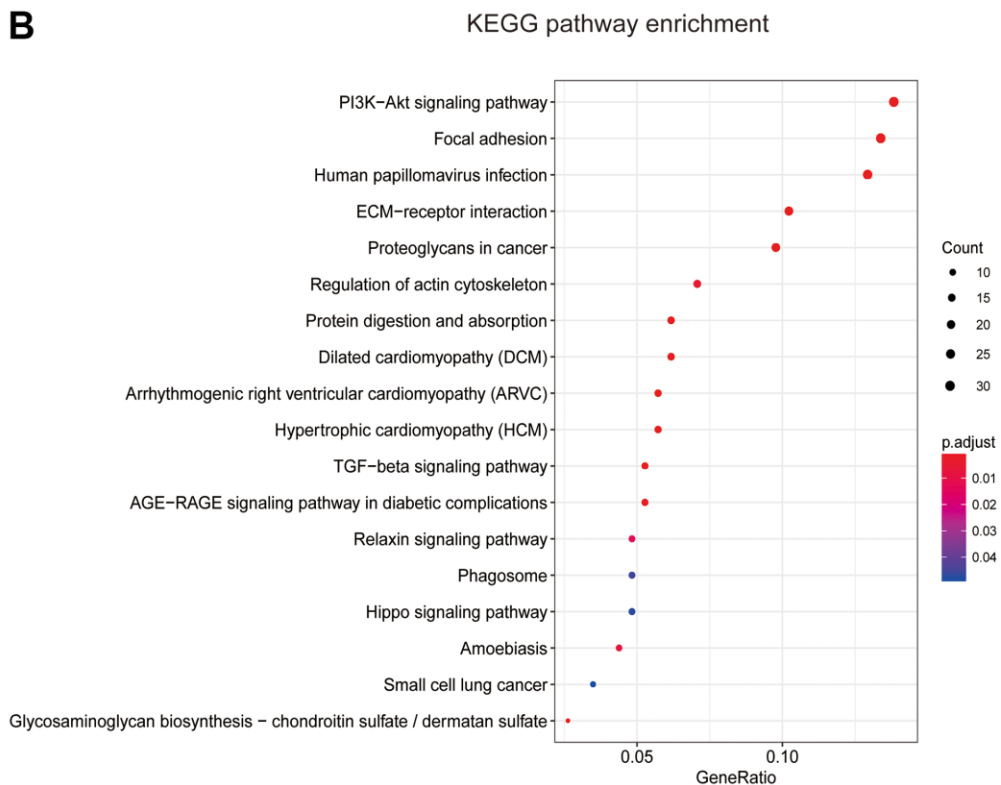 B
KEGG pathway enrichment
PI3K−Akt signaling pathway
Focal adhesion
Human papillomavirus infection
ECM−receptor interaction
Proteoglycans in cancer
Regulation of actin cytoskeleton
Protein digestion and absorption
Dilated cardiomyopathy (DCM)
Arrhythmogenic right ventricular cardiomyopathy (ARVC)
Hypertrophic cardiomyopathy (HCM)
TGF−beta signaling pathway
AGE−RAGE signaling pathway in diabetic complications
Relaxin signaling pathway
Phagosome
Hippo signaling pathway
Amoebiasis
Small cell lung cancer
Glycosaminoglycan biosynthesis − chondroitin sulfate / dermatan sulfate
0.05 0.10
GeneRatio
Count
10
15
20
25
30
p.adjust
0.01
0.02
0.03
0.04